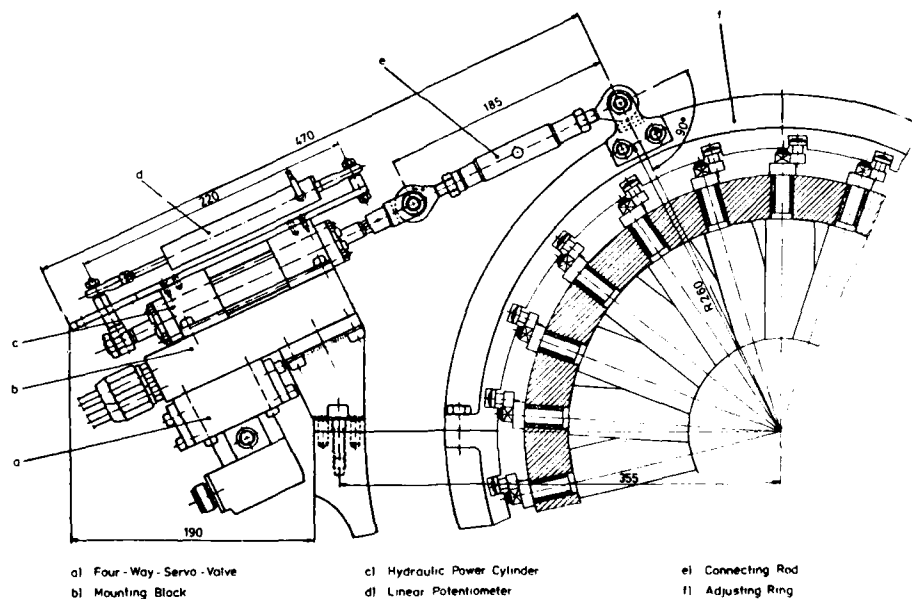 f
e
185
90°
470
d
220
R260
c
b
a
355
190
a) Four-Way-Servo-Valve
b) Mounting Block
c) Hydraulic Power Cylinder
d) Linear Potentiometer
e) Connecting Rod
f) Adjusting Ring